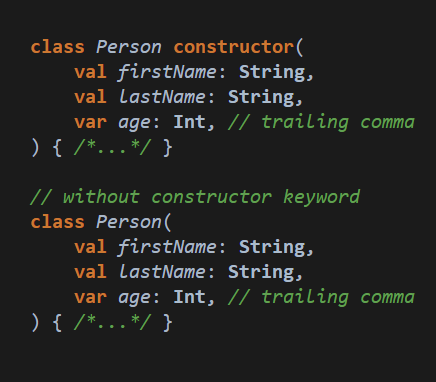 class Person constructor(
    val firstName: String,
    val lastName: String,
    var age: Int, // trailing comma
) { /*...*/ }

// without constructor keyword
class Person(
    val firstName: String,
    val lastName: String,
    var age: Int, // trailing comma
) { /*...*/ }